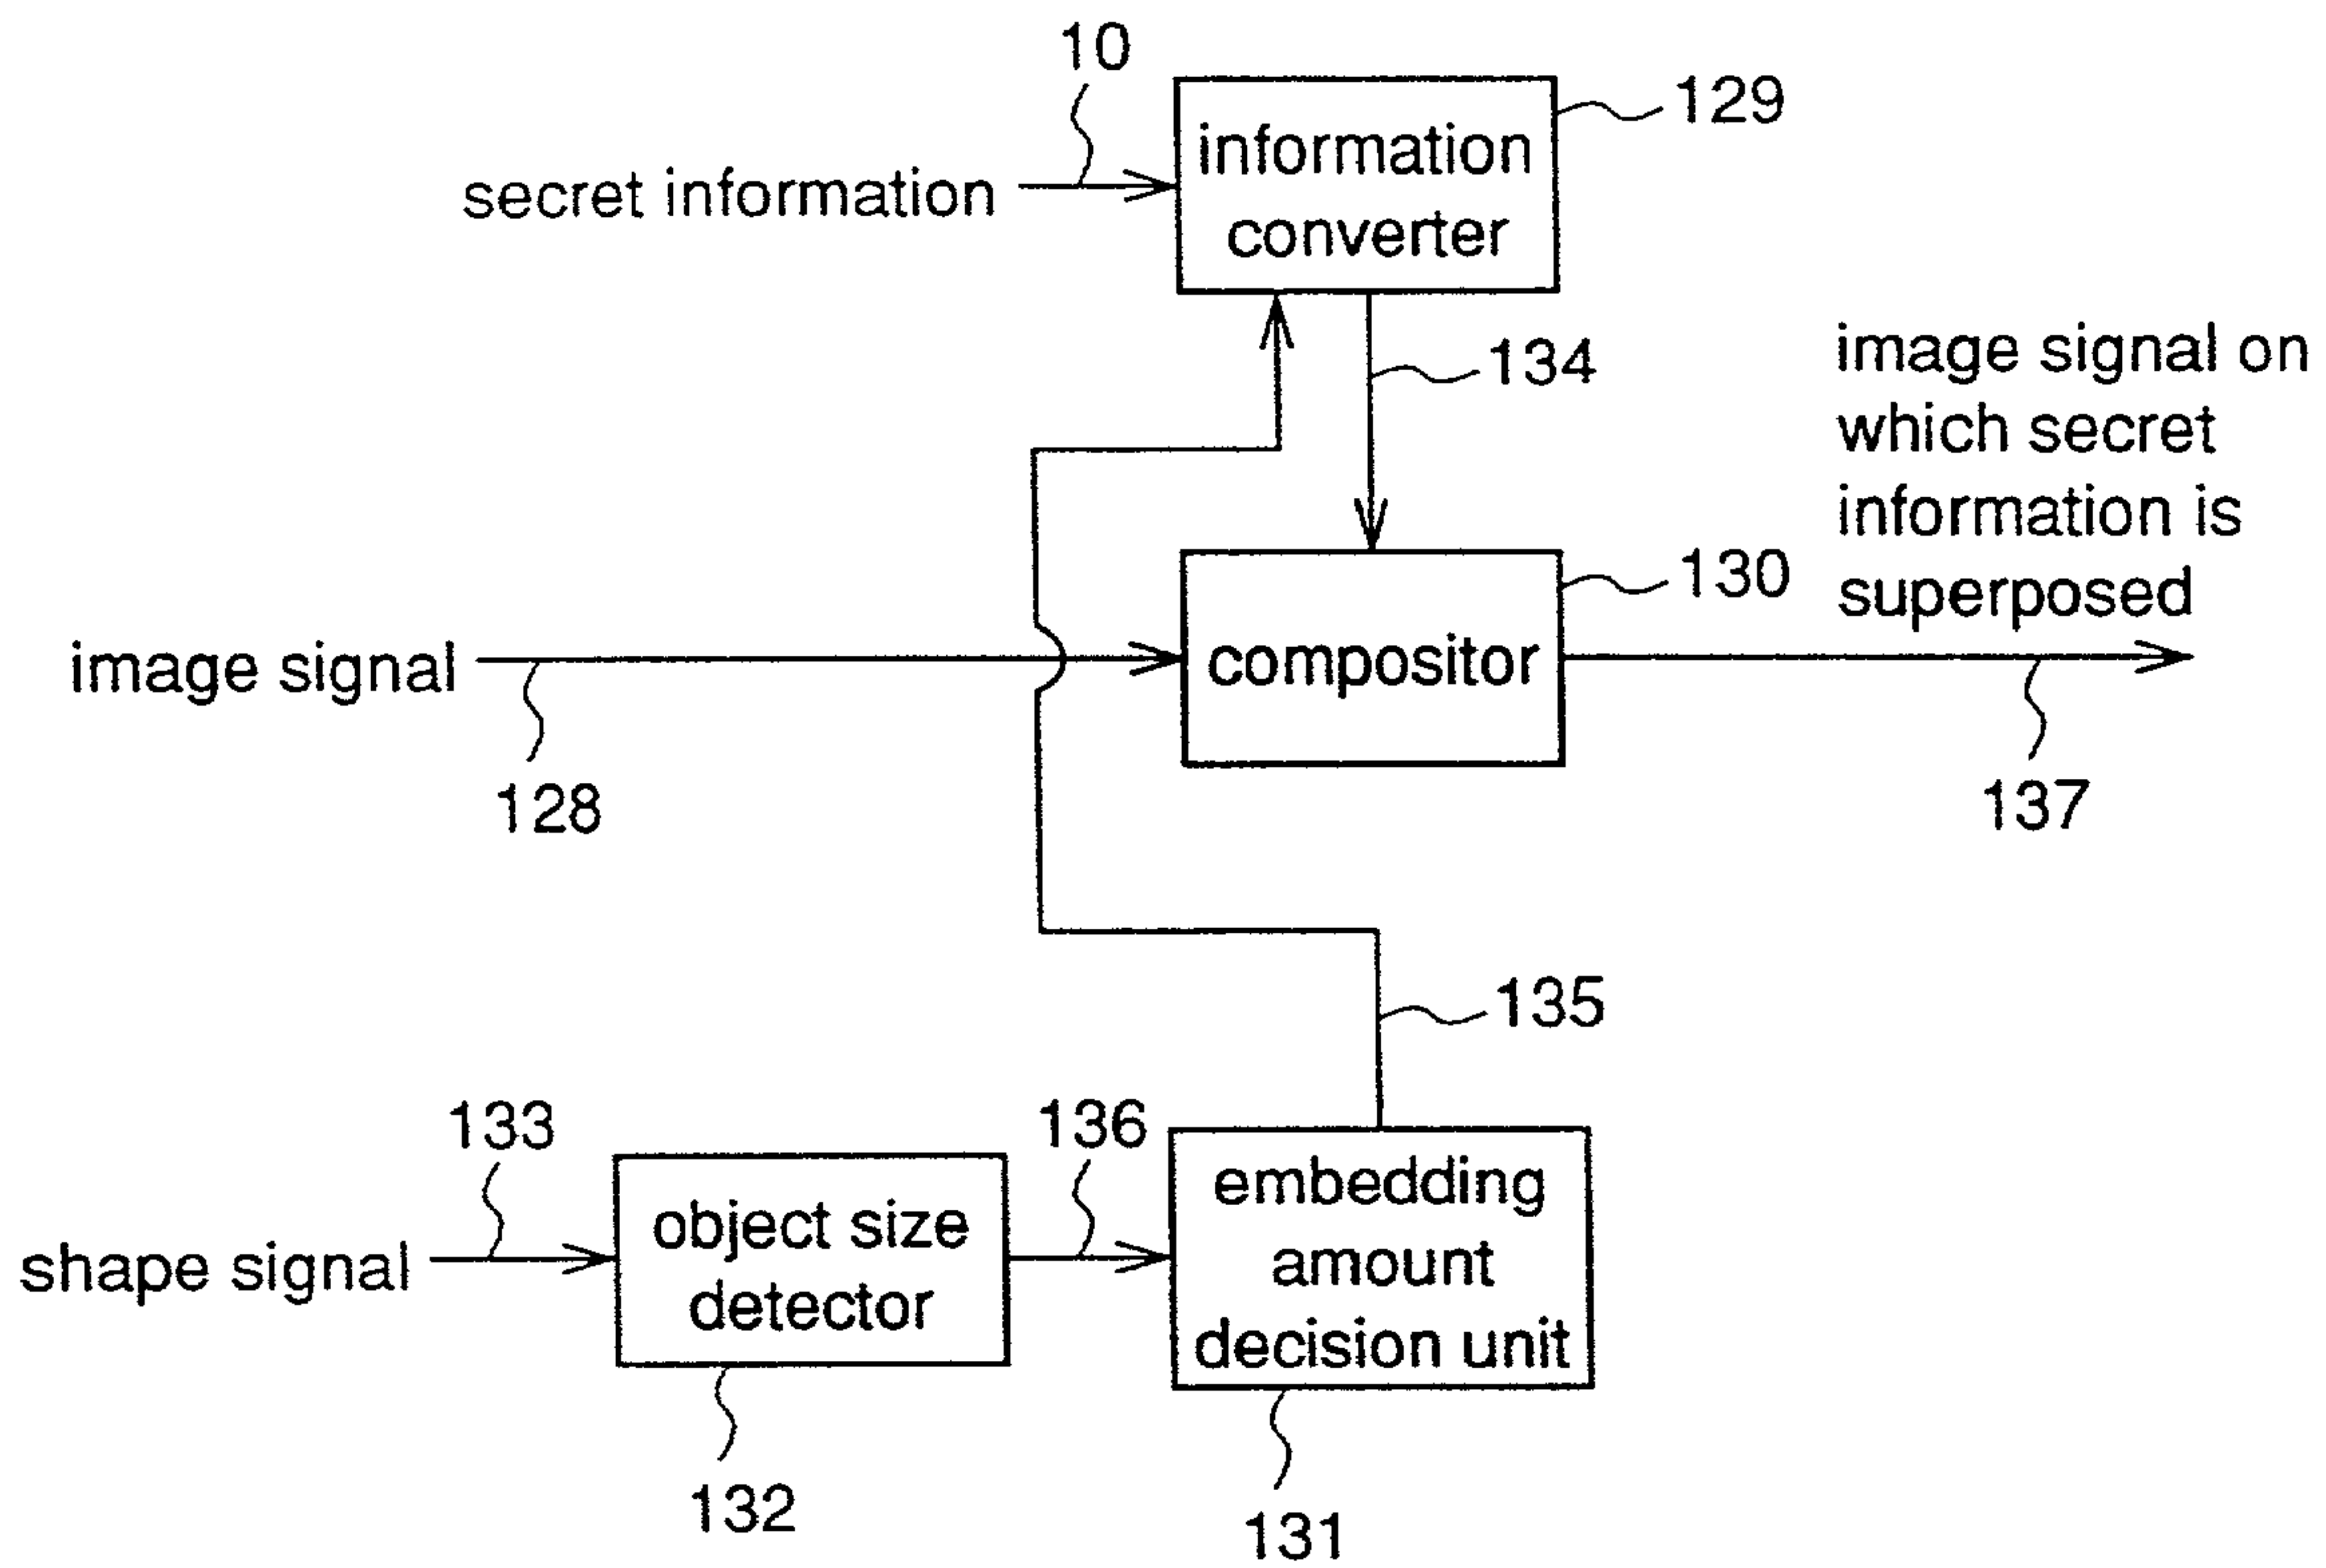 10
129
information
converter
secret information
134
image signal on
which secret
information is
superposed
130
image signal
compositor
128
137
135
133
136
embedding
amount
decision unit
object size
detector
shape signal
132
131